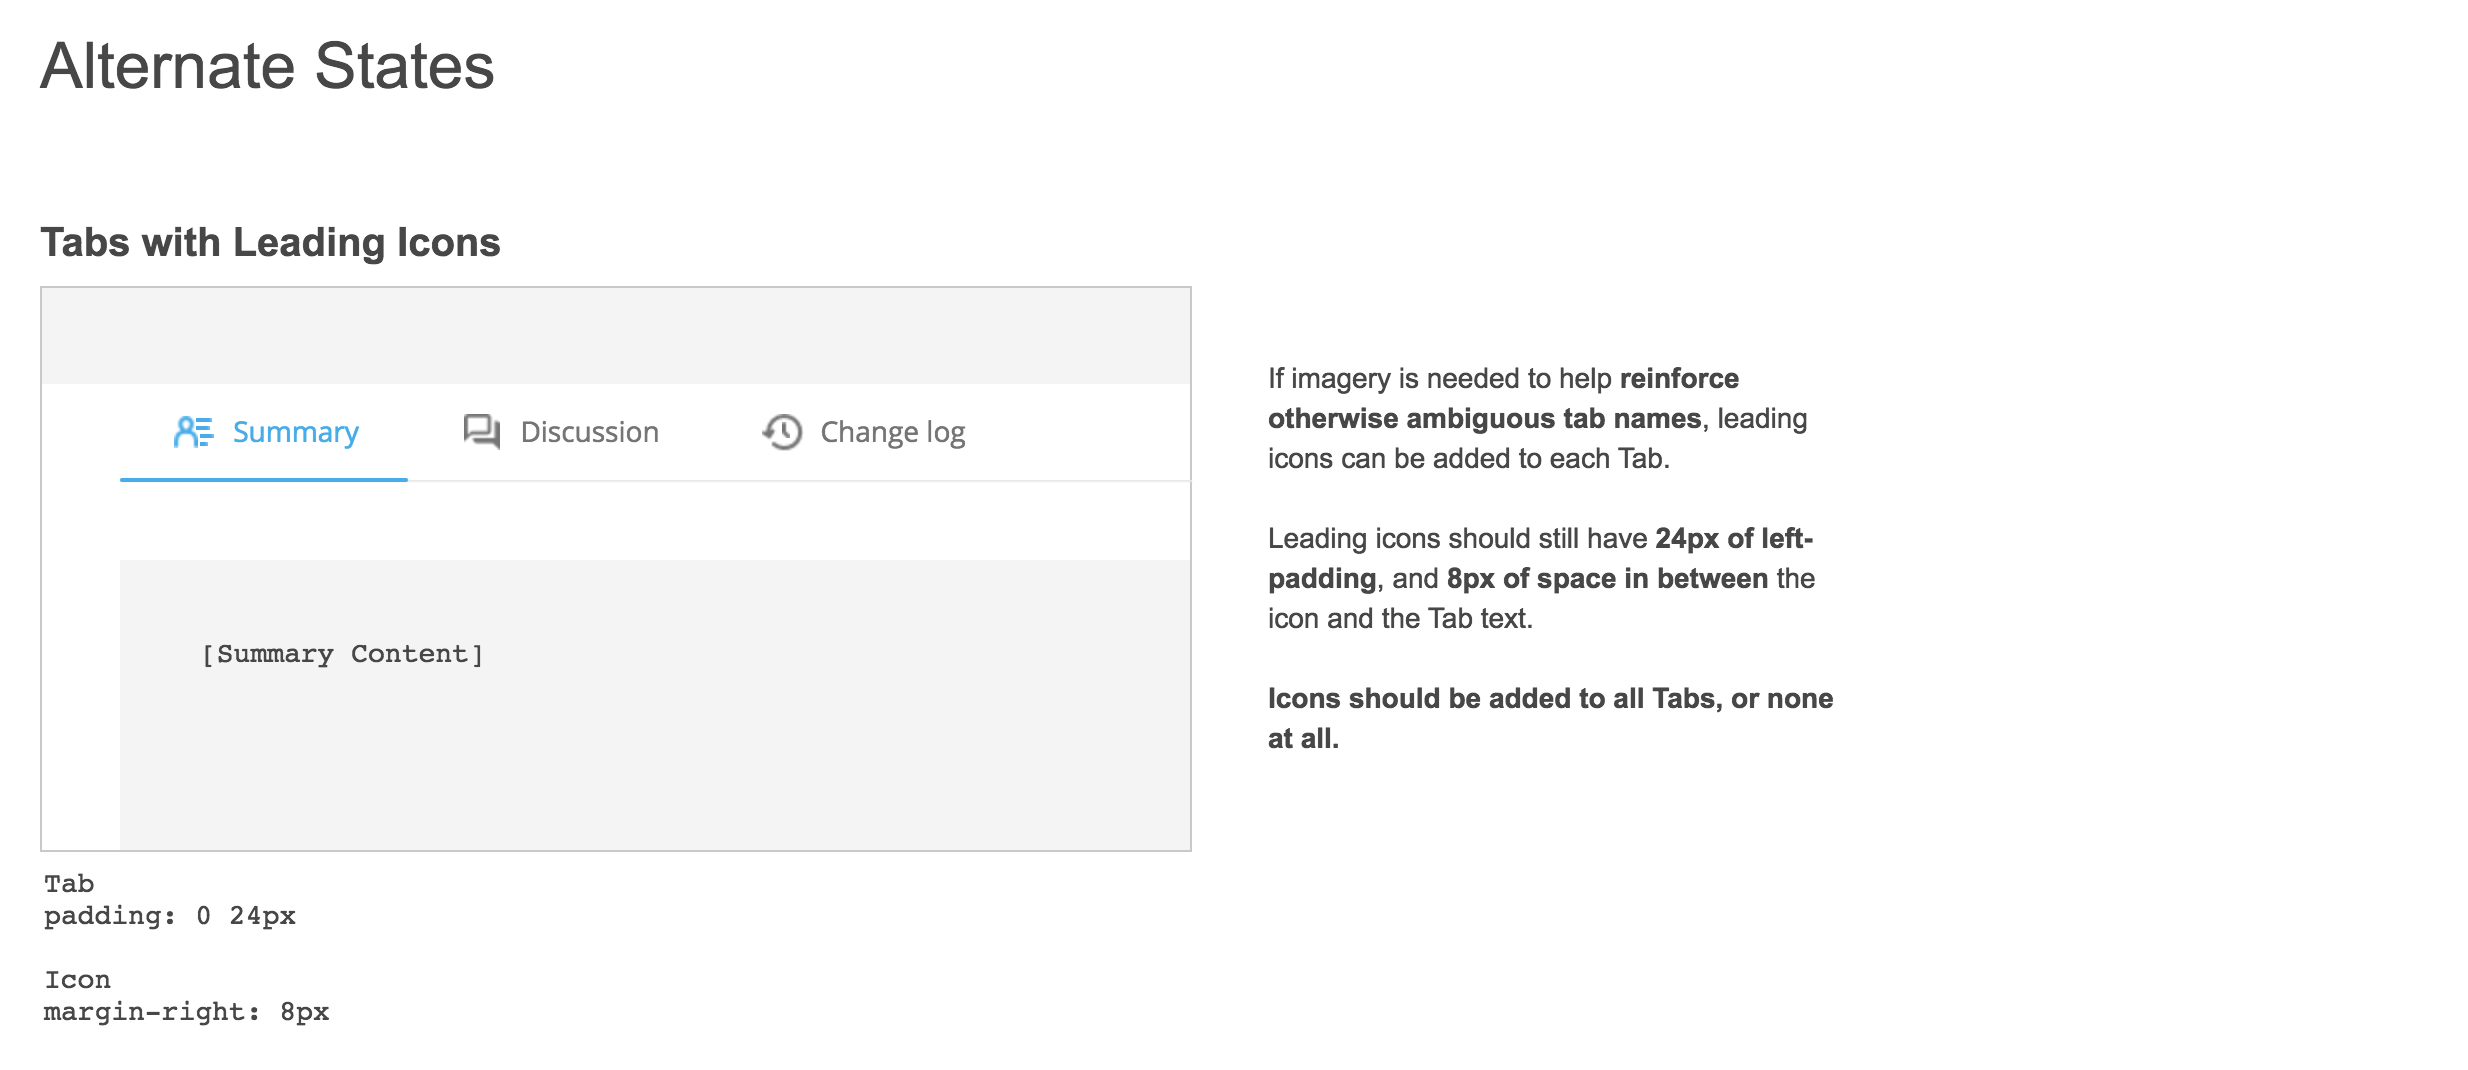 Alternate States
Tabs with Leading Icons
Summary
Discussion
Change log
[Summary Content]
Tab
padding: 0 24px
Icon
margin-right: 8px
If imagery is needed to help reinforce
otherwise ambiguous tab names, leading
icons can be added to each Tab.
Leading icons should still have 24px of left-
padding, and 8px of space in between the
icon and the Tab text.
Icons should be added to all Tabs, or none
at all.